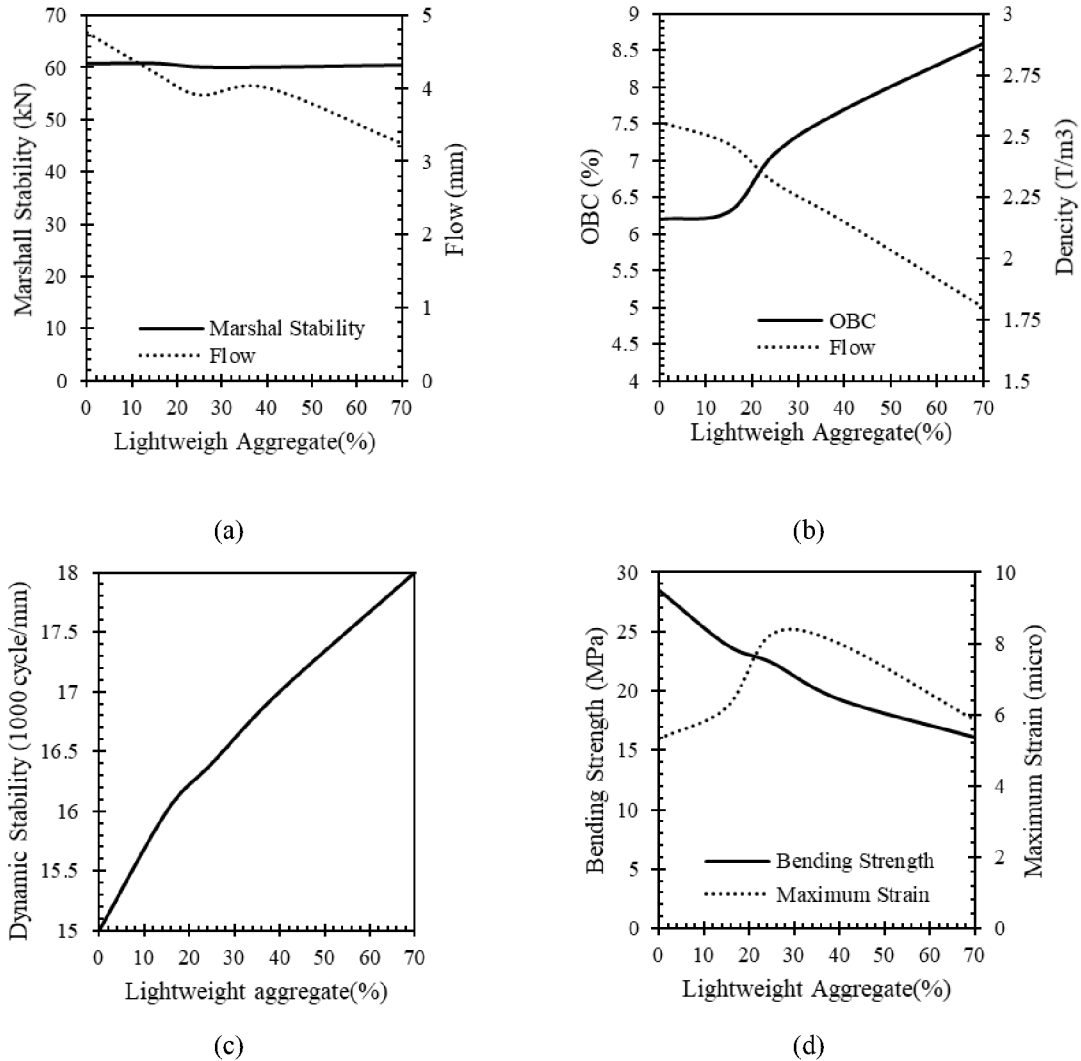 70
60
50
40
30
20
10
0
Marshall Stability (kN)
5
4
3
2
1
0
Flow (mm)
Marshal Stability
Flow
0 10 20 30 40 50 60 70
Lightweigh Aggregate(%)
(a)
9
8.5
8
7.5
7
6.5
6
5.5
5
4.5
4
OBC (%)
3
2.75
2.5
2.25
2
1.75
1.5
Dencity (T/m3)
OBC
Flow
0 10 20 30 40 50 60 70
Lightweigh Aggregate(%)
(b)
18
17.5
17
16.5
16
15.5
15
Dynamic Stability (1000 cycle/mm)
0 10 20 30 40 50 60 70
Lightweight aggregate(%)
(c)
30
25
20
15
10
5
0
Bending Strength (MPa)
10
8
6
4
2
0
Maximum Strain (micro)
Bending Strength
Maximum Strain
0 10 20 30 40 50 60 70
Lightweight Aggregate(%)
(d)